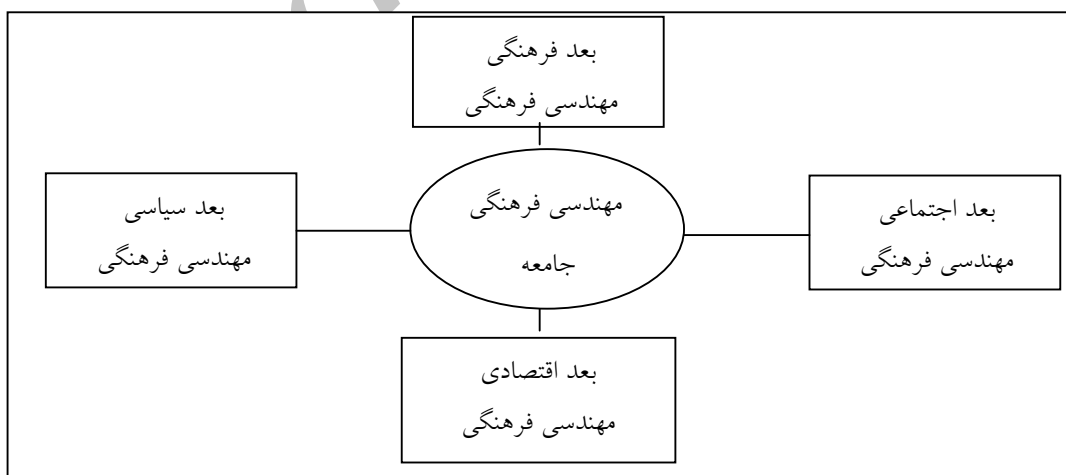 بعد فرهنگی
مهندسی فرهنگی
بعد اجتماعی
مهندسی فرهنگی
مهندسی فرهنگی
جامعه
بعد سیاسی
مهندسی فرهنگی
بعد اقتصادی
مهندسی فرهنگی